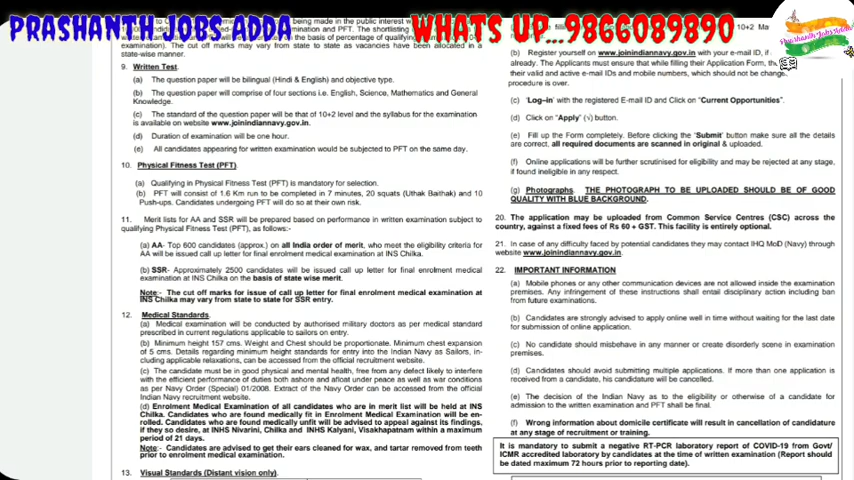 PRASHANTH JOBS ADDA
WHATS UP..9866089890
being made in the public interest
examination). The cut off marks may vary from state to state as vacancies have been allocated in a
state-wise manner.
9. Written Test.
(a) The question paper will be bilingual (Hindi & English) and objective type.
(b) The question paper will comprise of four sections i.e. English, Science, Mathematics and General
Knowledge.
(c) The standard of the question paper will be that of 10+2 level and the syllabus for the examination
is available on website www.joinindiannavy.gov.in.
(d) Duration of examination will be one hour.
(e) All candidates appearing for written examination would be subjected to PFT on the same day.
10. Physical Fitness Test (PFT)
(a) Qualifying in Physical Fitness Test (PFT) is mandatory for selection.
(b) PFT will consist of 1.6 Km run to be completed in 7 minutes, 20 squats (Uthak Baithak) and 10
Push-ups. Candidates undergoing PFT will do so at their own risk.
11. Merit lists for AA and SSR will be prepared based on performance in written examination subject to
qualifying Physical Fitness Test (PFT), as follows:-
(a) AA- Top 600 candidates (approx.) on all India order of merit, who meet the eligibility criteria for
AA will be issued call up letter for final enrolment medical examination at INS Chilka.
(b) SSR- Approximately 2500 candidates will be issued call up letter for final enrolment medical
examination at INS Chilka on the basis of state wise merit.
Note:- The cut off marks for issue of call up letter for final enrolment medical examination at
INS Chilka may vary from state to state for SSR entry.
12. Medical Standards.
(a) Medical examination will be conducted by authorised military doctors as per medical standard
prescribed in current regulations applicable to sailors on entry.
(b) Minimum height 157 cms. Weight and Chest should be proportionate. Minimum chest expansion
of 5 cms. Details regarding minimum height standards for entry into the Indian Navy as Sailors, in-
cluding applicable relaxations, can be accessed from the official recruitment website.
(c) The candidate must be in good physical and mental health, free from any defect likely to interfere
with the efficient performance of duties both ashore and afloat under peace as well as war conditions
as per Navy Order (Special) 01/2008. Extract of the Navy Order can be accessed from the official
Indian Navy recruitment website.
(d) Enrolment Medical Examination of all candidates who are in merit list will be held at INS
Chilka. Candidates who are found medically fit in Enrolment Medical Examination will be en-
rolled. Candidates found medically unfit will be advised to appeal against its findings,
if they so desire, at INHS Nivarini, Chilka and INHS Kalyani, Visakhapatnam within a maximum
period of 21 days.
Note:- Candidates are advised to get their ears cleaned for wax, and tartar removed from teeth
prior to enrolment medical examination.
13. Visual Standards (Distant vision only).
(b) Register yourself on www.joinindiannavy.gov.in with your e-mail ID, if
already. The Applicants must ensure that while filling their Application Form,
their valid and active e-mail IDs and mobile numbers, which should not be change
procedure is over.
(c) 'Log-in' with the registered E-mail ID and Click on "Current Opportunities".
(d) Click on "Apply" (√) button.
(e) Fill up the Form completely. Before clicking the 'Submit' button make sure all the details
are correct, all required documents are scanned in original & uploaded.
(f) Online applications will be further scrutinised for eligibility and may be rejected at any stage,
if found ineligible in any respect.
(g) Photographs. THE PHOTOGRAPH TO BE UPLOADED SHOULD BE OF GOOD
QUALITY WITH BLUE BACKGROUND.
20. The application may be uploaded from Common Service Centres (CSC) across the
country, against a fixed fees of Rs 60 + GST. This facility is entirely optional.
21. In case of any difficulty faced by potential candidates they may contact IHQ MoD (Navy) through
website www.joinindiannavy.gov.in.
22 IMPORTANT INFORMATION
(a) Mobile phones or any other communication devices are not allowed inside the examination
premises. Any infringement of these instructions shall entail disciplinary action including ban
from future examinations.
(b) Candidates are strongly advised to apply online well in time without waiting for the last date
for submission of online application.
(c) No candidate should misbehave in any manner or create disorderly scene in examination
premises.
(d) Candidates should avoid submitting multiple applications. If more than one application is
received from a candidate, his candidature will be cancelled.
(e) The decision of the Indian Navy as to the eligibility or otherwise of a candidate for
admission to the written examination and PFT shall be final.
(f) Wrong information about domicile certificate will result in cancellation of candidature
at any stage of recruitment or training.
It is mandatory to submit a negative RT-PCR laboratory report of COVID-19 from Govt/
ICMR accredited laboratory by candidates at the time of written examination (Report should
be dated maximum 72 hours prior to reporting date).